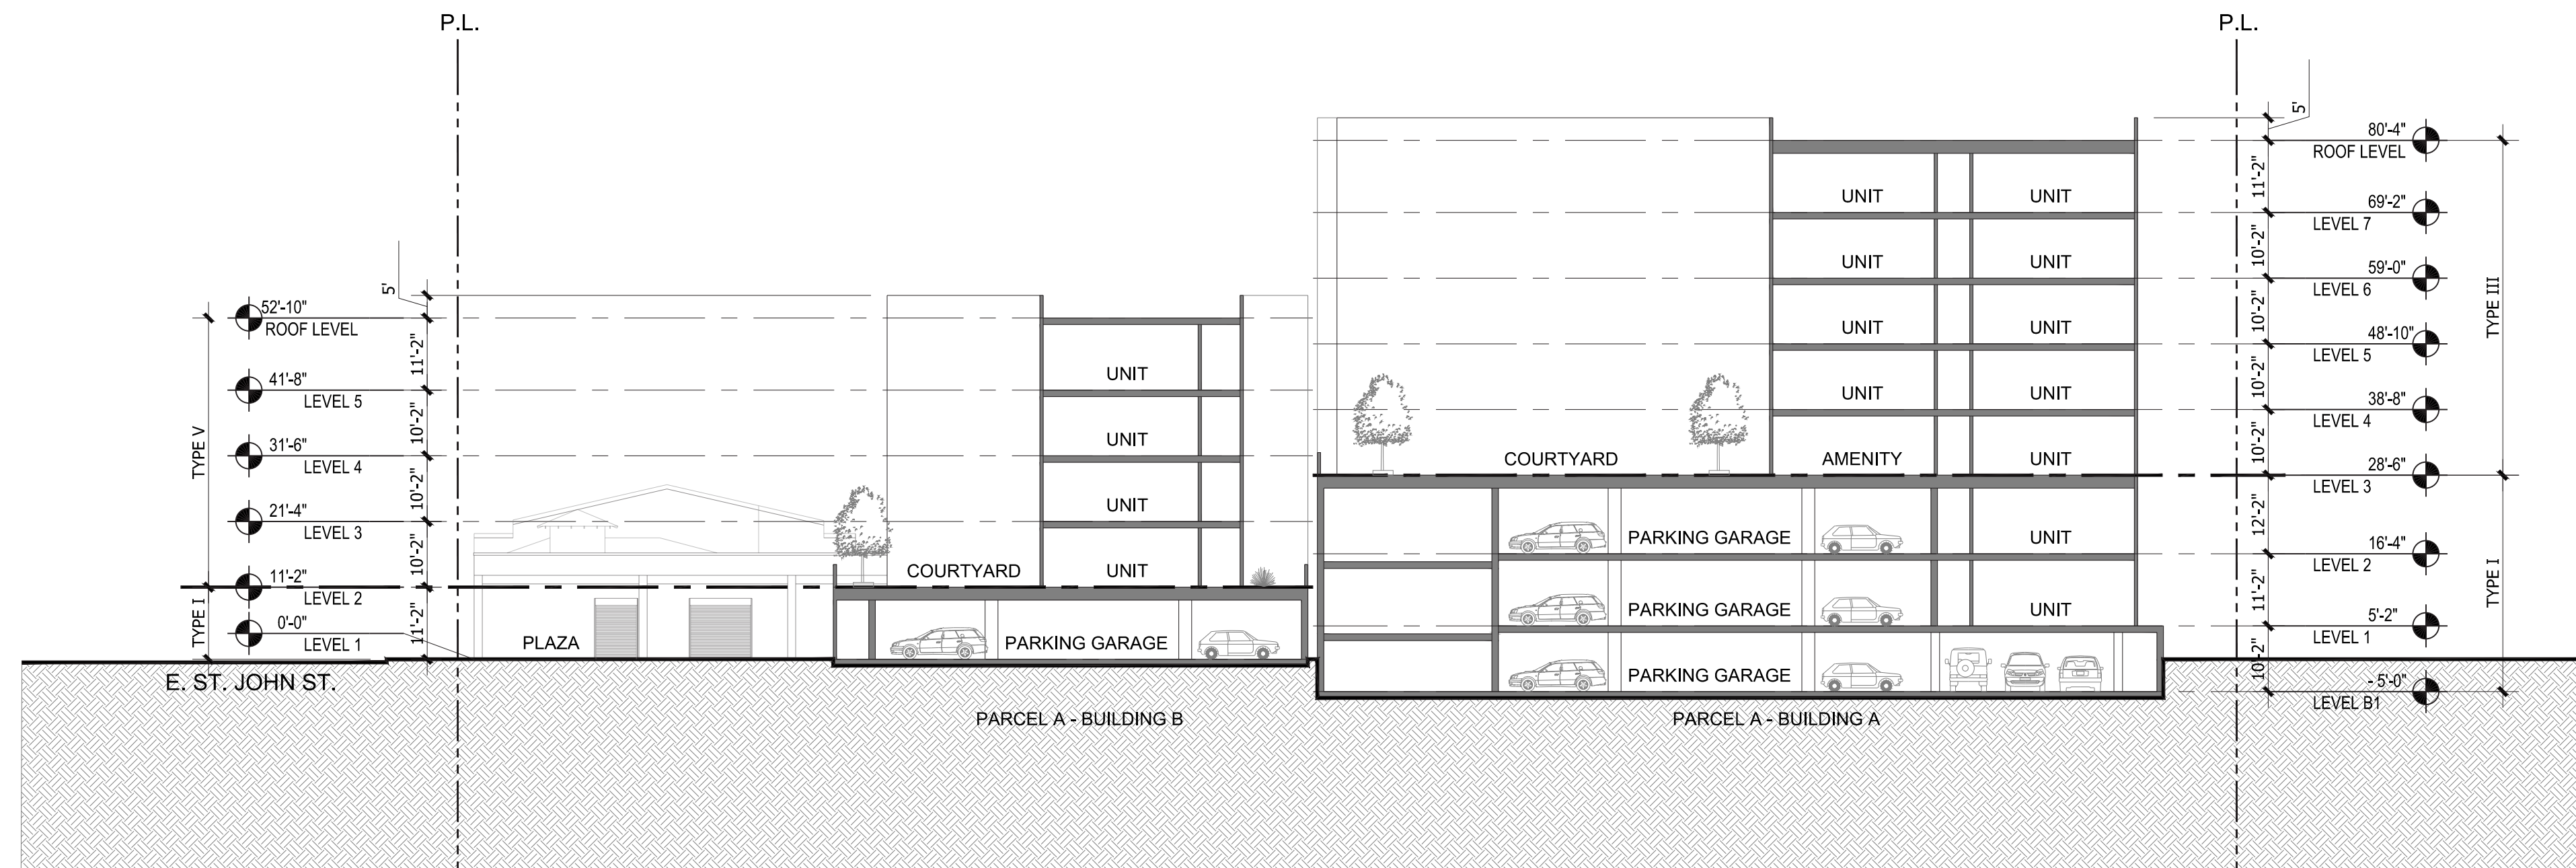 P.L.
P.L.
5'
80'-4"
ROOF LEVEL
11'-2"
UNIT
UNIT
69'-2"
LEVEL 7
10'-2"
UNIT
UNIT
59'-0"
LEVEL 6
TYPE III
5'
52'-10"
ROOF LEVEL
10'-2"
UNIT
UNIT
48'-10"
LEVEL 5
11'-2"
UNIT
10'-2"
UNIT
UNIT
41'-8"
LEVEL 5
38'-8"
LEVEL 4
TYPE V
10'-2"
UNIT
10'-2"
31'-6"
LEVEL 4
COURTYARD
AMENITY
UNIT
28'-6"
LEVEL 3
10'-2"
UNIT
21'-4"
LEVEL 3
12'-2"
PARKING GARAGE
UNIT
16'-4"
LEVEL 2
10'-2"
COURTYARD
UNIT
11'-2"
LEVEL 2
TYPE I
11'-2"
PARKING GARAGE
UNIT
5'-2"
LEVEL 1
TYPE I
0'-0"
LEVEL 1
11'-2"
PLAZA
PARKING GARAGE
10'-2"
PARKING GARAGE
- 5'-0"
LEVEL B1
E. ST. JOHN ST.
PARCEL A - BUILDING B
PARCEL A - BUILDING A